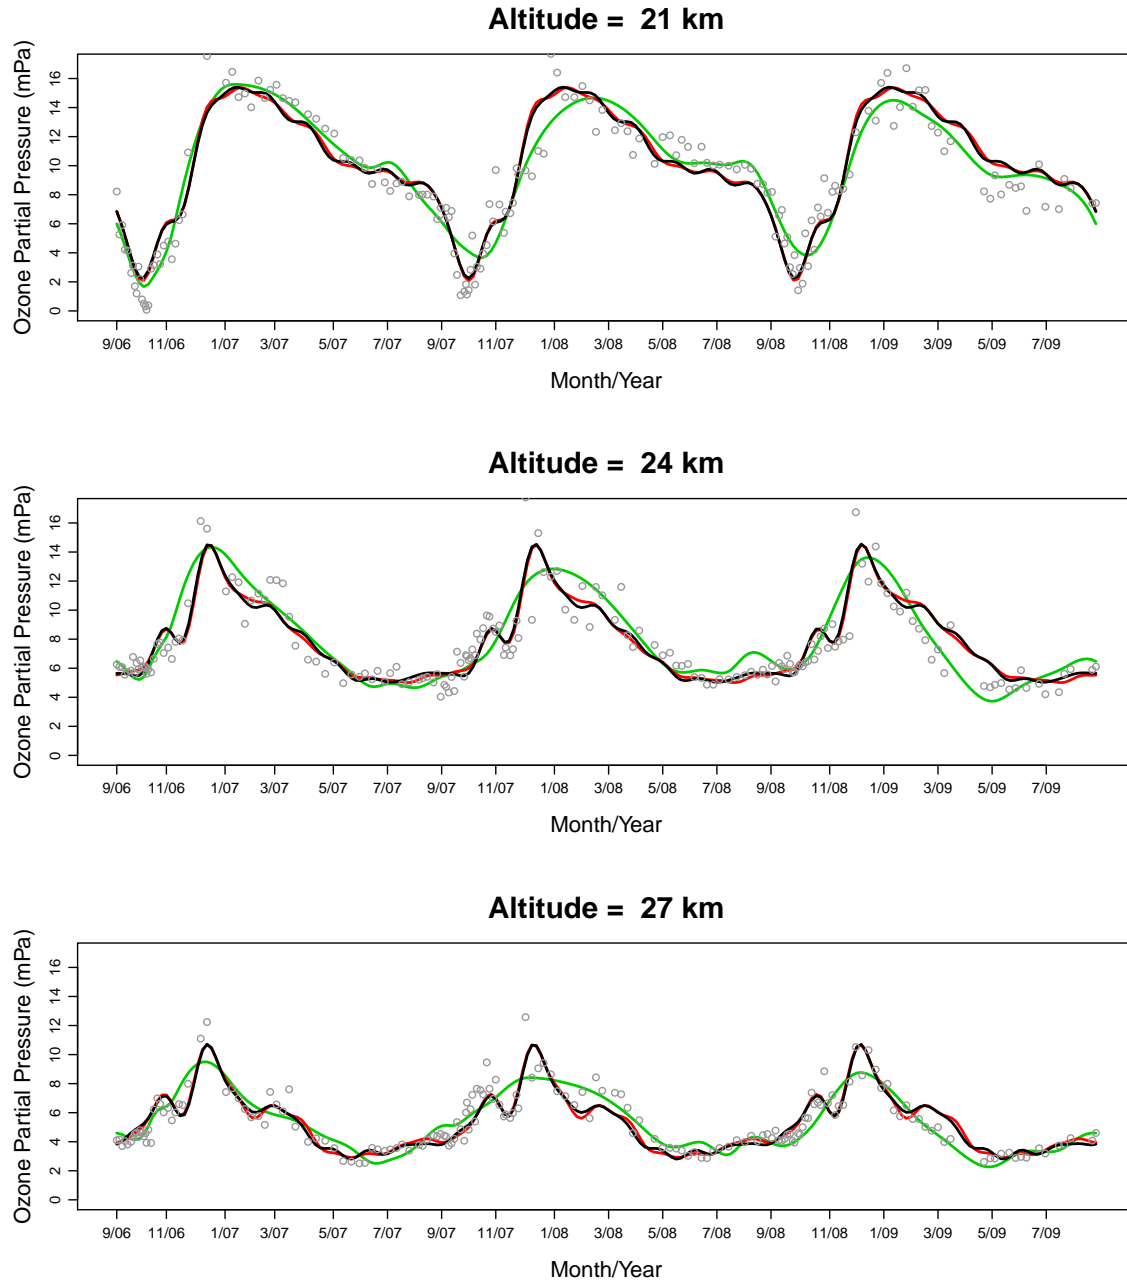 Altitude =  21 km
Ozone Partial Pressure (mPa)
16
14
12
10
8
6
4
2
0
9/06 11/06 1/07 3/07 5/07 7/07 9/07 11/07 1/08 3/08 5/08 7/08 9/08 11/08 1/09 3/09 5/09 7/09
Month/Year
Altitude =  24 km
Ozone Partial Pressure (mPa)
16
14
12
10
8
6
4
2
0
9/06 11/06 1/07 3/07 5/07 7/07 9/07 11/07 1/08 3/08 5/08 7/08 9/08 11/08 1/09 3/09 5/09 7/09
Month/Year
Altitude =  27 km
Ozone Partial Pressure (mPa)
16
14
12
10
8
6
4
2
0
9/06 11/06 1/07 3/07 5/07 7/07 9/07 11/07 1/08 3/08 5/08 7/08 9/08 11/08 1/09 3/09 5/09 7/09
Month/Year